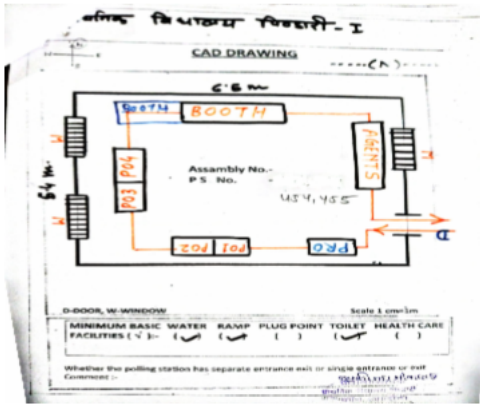 विद्यालय पिण्डारी - I
CAD DRAWING
(A)
6.6 m
BOOTH BOOTH
AGENTS
W
W
W
P04
P03
Assembly No.-
P S No. -
454,455
P02 P01
PRO
D
D-DOOR, W-WINDOW Scale 1 cm=1m
MINIMUM BASIC WATER RAMP PLUG POINT TOILET HEALTH CARE
FACILITIES (√):- (✓) (✓) ( ) (✓) ( )
Whether the polling station has separate entrance exit or single entrance or exit
Comment :-